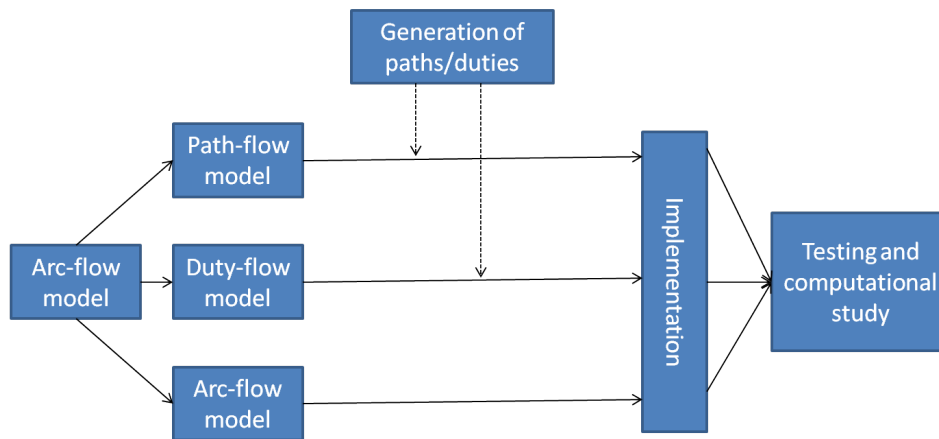 Generation of
paths/duties
Path-flow
model
Arc-flow
model
Duty-flow
model
Arc-flow
model
Implementation
Testing and
computational
study